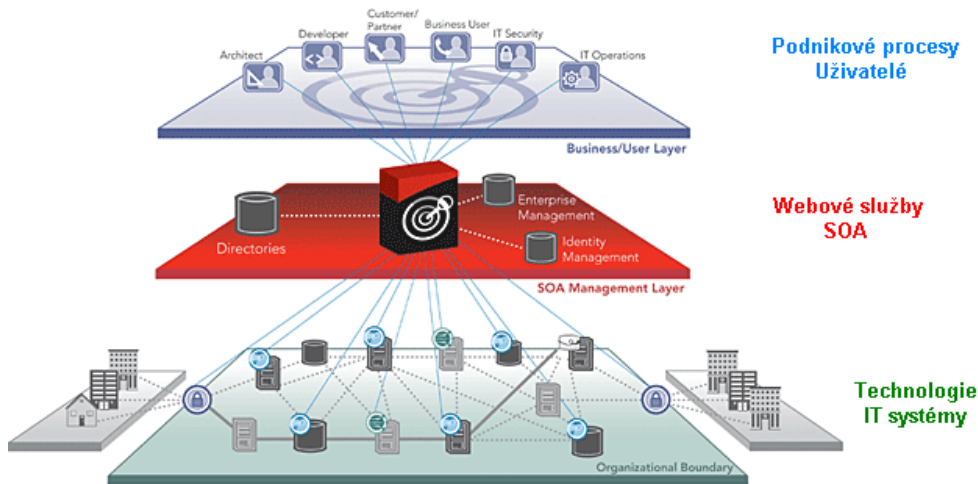 Customer/
Partner
Business User
Developer
IT Security
Architect
IT Operations
Podnikové procesy
Uživatelé
Business/User Layer
Enterprise
Management
Directories
Identity
Management
Webové služby
SOA
SOA Management Layer
Technologie
IT systémy
Organizational Boundary